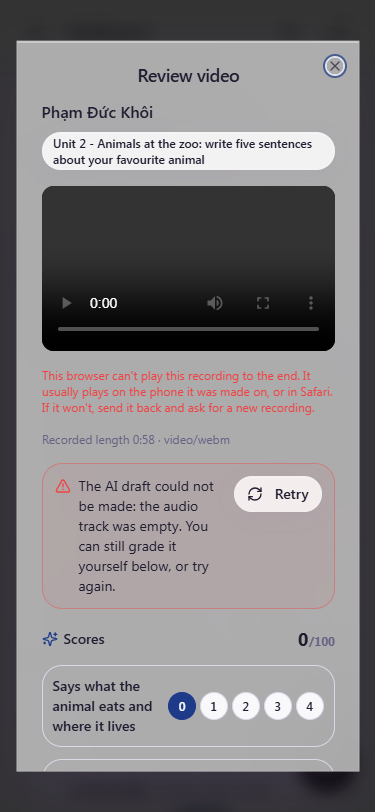 Review video
Phạm Đức Khôi
Unit 2 - Animals at the zoo: write five sentences
about your favourite animal
0:00
This browser can't play this recording to the end. It
usually plays on the phone it was made on, or in Safari.
If it won't, send it back and ask for a new recording.
Recorded length 0:58 · video/webm
The AI draft could not
be made: the audio
track was empty. You
can still grade it
yourself below, or try
again.
Retry
Scores
0/100
Says what the
animal eats and
where it lives
0 1 2 3 4